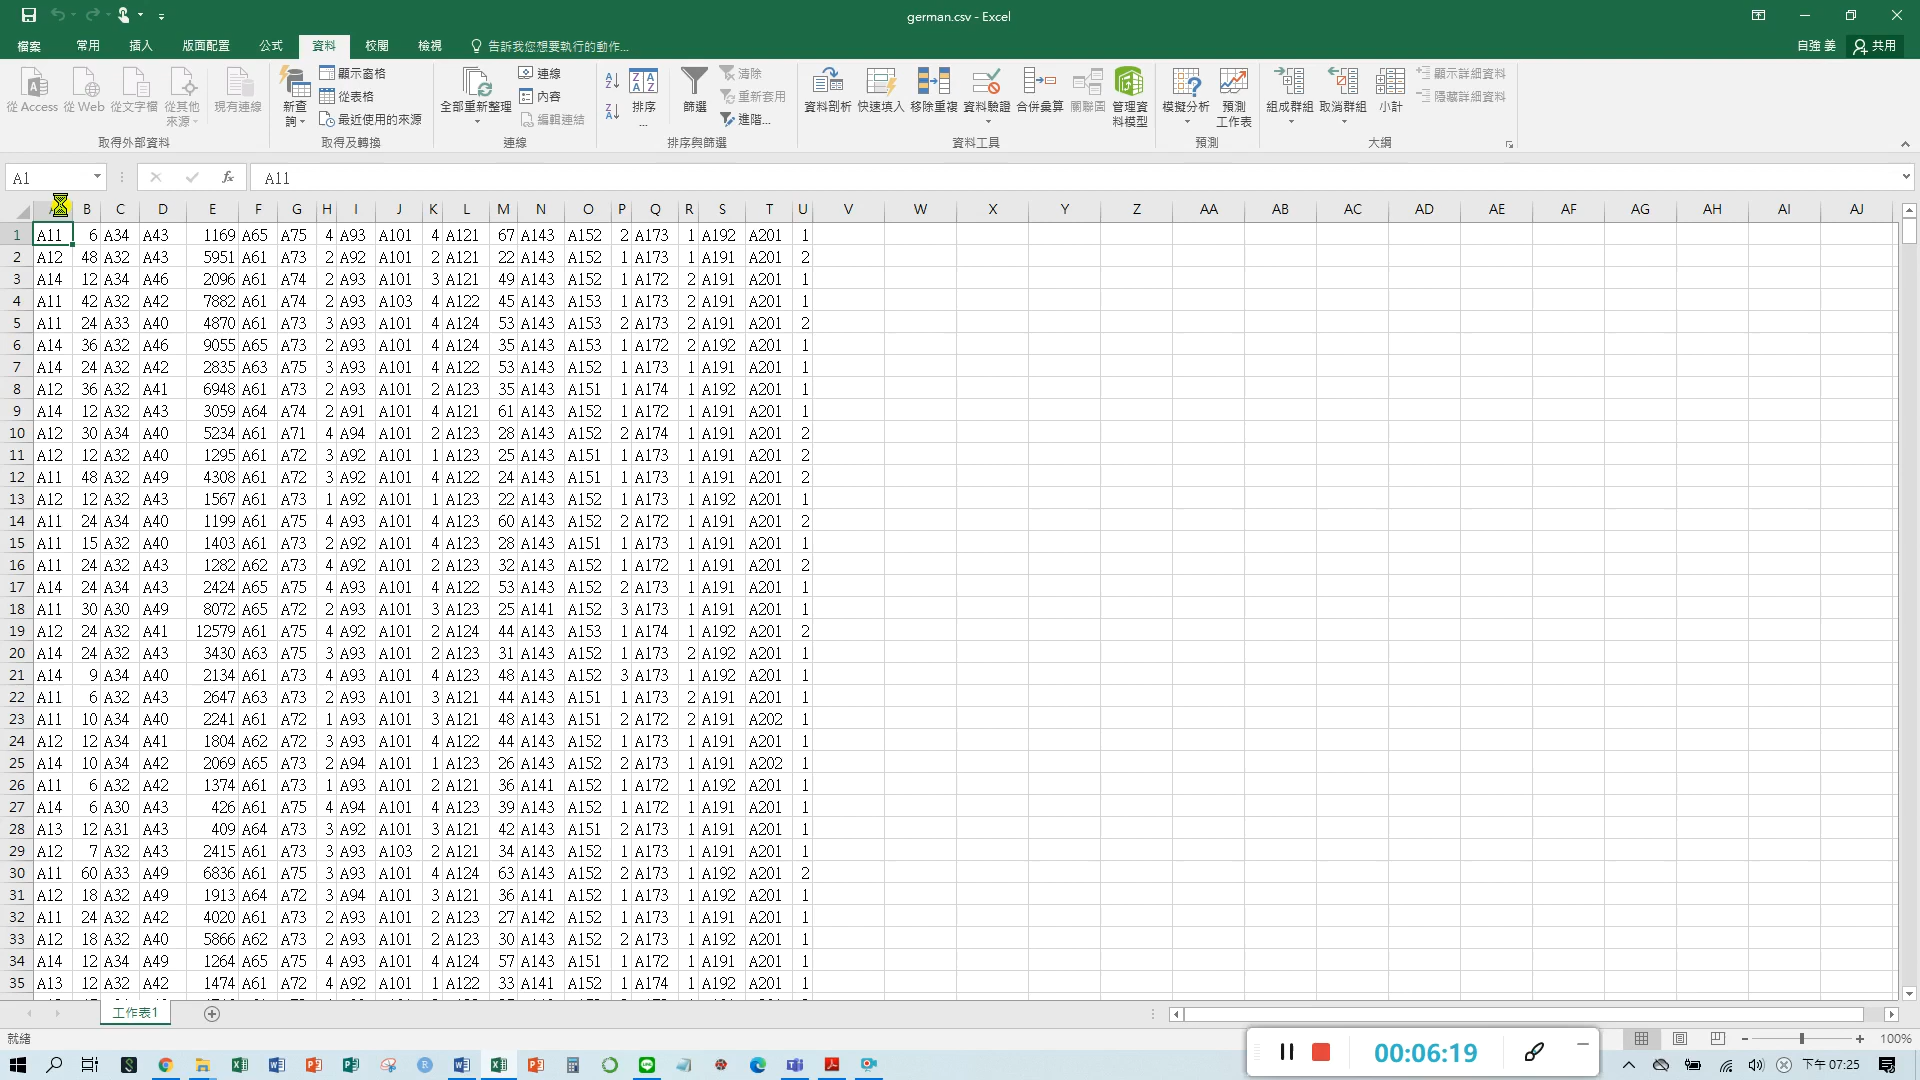 german.csv - Excel
檔案 常用 插入 版面配置 公式 資料 校閱 檢視 告訴我您想要執行的動作... 自強 姜 共用
從 Access 從 Web 從文字檔 從其他來源 現有連線 新查詢 顯示窗格 從表格 最近使用的來源 全部重新整理 連線 內容 編輯連結 排序... 篩選 清除 重新套用 進階... 資料剖析 快速填入 移除重複 資料驗證 合併彙算 關聯圖 管理資料模型 模擬分析 預測工作表 組成群組 取消群組 小計 顯示詳細資料 隱藏詳細資料
取得外部資料 取得及轉換 連線 排序與篩選 資料工具 預測 大綱
A1 fx A11
B C D E F G H I J K L M N O P Q R S T U V W X Y Z AA AB AC AD AE AF AG AH AI AJ
1 A11 6 A34 A43 1169 A65 A75 4 A93 A101 4 A121 67 A143 A152 2 A173 1 A192 A201 1
2 A12 48 A32 A43 5951 A61 A73 2 A92 A101 2 A121 22 A143 A152 1 A173 1 A191 A201 2
3 A14 12 A34 A46 2096 A61 A74 2 A93 A101 3 A121 49 A143 A152 1 A172 2 A191 A201 1
4 A11 42 A32 A42 7882 A61 A74 2 A93 A103 4 A122 45 A143 A153 1 A173 2 A191 A201 1
5 A11 24 A33 A40 4870 A61 A73 3 A93 A101 4 A124 53 A143 A153 2 A173 2 A191 A201 2
6 A14 36 A32 A46 9055 A65 A73 2 A93 A101 4 A124 35 A143 A153 1 A172 2 A192 A201 1
7 A14 24 A32 A42 2835 A63 A75 3 A93 A101 4 A122 53 A143 A152 1 A173 1 A191 A201 1
8 A12 36 A32 A41 6948 A61 A73 2 A93 A101 2 A123 35 A143 A151 1 A174 1 A192 A201 1
9 A14 12 A32 A43 3059 A64 A74 2 A91 A101 4 A121 61 A143 A152 1 A172 1 A191 A201 1
10 A12 30 A34 A40 5234 A61 A71 4 A94 A101 2 A123 28 A143 A152 2 A174 1 A191 A201 2
11 A12 12 A32 A40 1295 A61 A72 3 A92 A101 1 A123 25 A143 A151 1 A173 1 A191 A201 2
12 A11 48 A32 A49 4308 A61 A72 3 A92 A101 4 A122 24 A143 A151 1 A173 1 A191 A201 2
13 A12 12 A32 A43 1567 A61 A73 1 A92 A101 1 A123 22 A143 A152 1 A173 1 A192 A201 1
14 A11 24 A34 A40 1199 A61 A75 4 A93 A101 4 A123 60 A143 A152 2 A172 1 A191 A201 2
15 A11 15 A32 A40 1403 A61 A73 2 A92 A101 4 A123 28 A143 A151 1 A173 1 A191 A201 1
16 A11 24 A32 A43 1282 A62 A73 4 A92 A101 2 A123 32 A143 A152 1 A172 1 A191 A201 2
17 A14 24 A34 A43 2424 A65 A75 4 A93 A101 4 A122 53 A143 A152 2 A173 1 A191 A201 1
18 A11 30 A30 A49 8072 A65 A72 2 A93 A101 3 A123 25 A141 A152 3 A173 1 A191 A201 1
19 A12 24 A32 A41 12579 A61 A75 4 A92 A101 2 A124 44 A143 A153 1 A174 1 A192 A201 2
20 A14 24 A32 A43 3430 A63 A75 3 A93 A101 2 A123 31 A143 A152 1 A173 2 A192 A201 1
21 A14 9 A34 A40 2134 A61 A73 4 A93 A101 4 A123 48 A143 A152 3 A173 1 A192 A201 1
22 A11 6 A32 A43 2647 A63 A73 2 A93 A101 3 A121 44 A143 A151 1 A173 2 A191 A201 1
23 A11 10 A34 A40 2241 A61 A72 1 A93 A101 3 A121 48 A143 A151 2 A172 2 A191 A202 1
24 A12 12 A34 A41 1804 A62 A72 3 A93 A101 4 A122 44 A143 A152 1 A173 1 A191 A201 1
25 A14 10 A34 A42 2069 A65 A73 2 A94 A101 1 A123 26 A143 A152 2 A173 1 A191 A202 1
26 A11 6 A32 A42 1374 A61 A73 1 A93 A101 2 A121 36 A141 A152 1 A172 1 A192 A201 1
27 A14 6 A30 A43 426 A61 A75 4 A94 A101 4 A123 39 A143 A152 1 A172 1 A191 A201 1
28 A13 12 A31 A43 409 A64 A73 3 A92 A101 3 A121 42 A143 A151 2 A173 1 A191 A201 1
29 A12 7 A32 A43 2415 A61 A73 3 A93 A103 2 A121 34 A143 A152 1 A173 1 A191 A201 1
30 A11 60 A33 A49 6836 A61 A75 3 A93 A101 4 A124 63 A143 A152 2 A173 1 A192 A201 2
31 A12 18 A32 A49 1913 A64 A72 3 A94 A101 3 A121 36 A141 A152 1 A173 1 A192 A201 1
32 A11 24 A32 A42 4020 A61 A73 2 A93 A101 2 A123 27 A142 A152 1 A173 1 A191 A201 1
33 A12 18 A32 A40 5866 A62 A73 2 A93 A101 2 A123 30 A143 A152 2 A173 1 A192 A201 1
34 A14 12 A34 A49 1264 A65 A75 4 A93 A101 4 A124 57 A143 A151 1 A172 1 A191 A201 1
35 A13 12 A32 A42 1474 A61 A72 4 A92 A101 1 A122 33 A141 A152 1 A174 1 A192 A201 1
工作表1
就緒 00:06:19 100%
下午 07:25